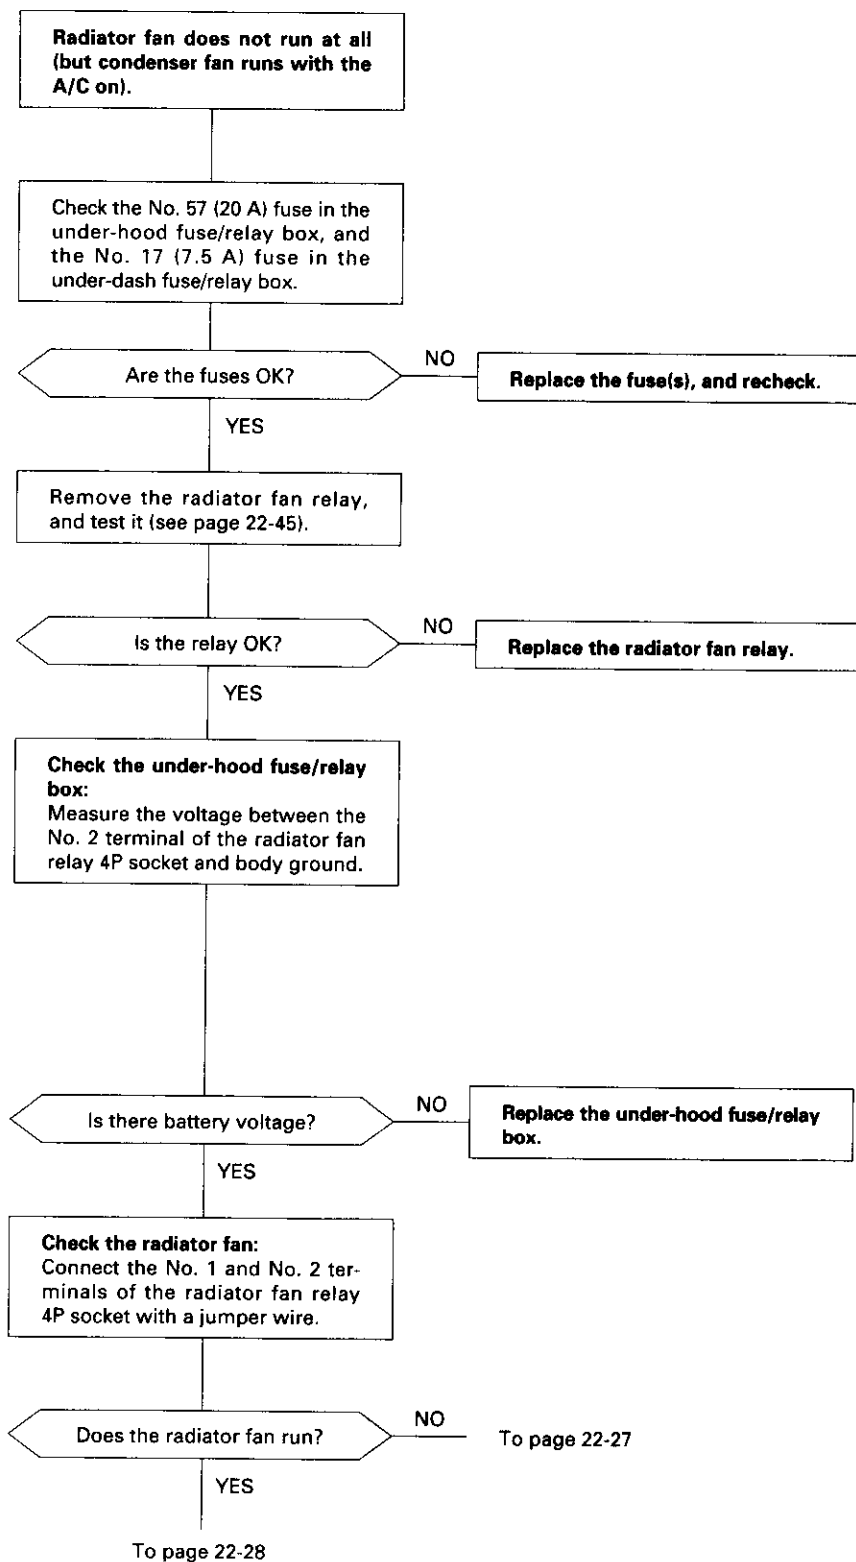 Radiator fan does not run at all
(but condenser fan runs with the
A/C on).
Check the No. 57 (20 A) fuse in the
under-hood fuse/relay box, and
the No. 17 (7.5 A) fuse in the
under-dash fuse/relay box.
Are the fuses OK?
NO
Replace the fuse(s), and recheck.
YES
Remove the radiator fan relay,
and test it (see page 22-45).
Is the relay OK?
NO
Replace the radiator fan relay.
YES
Check the under-hood fuse/relay
box:
Measure the voltage between the
No. 2 terminal of the radiator fan
relay 4P socket and body ground.
Is there battery voltage?
NO
Replace the under-hood fuse/relay
box.
YES
Check the radiator fan:
Connect the No. 1 and No. 2 ter-
minals of the radiator fan relay
4P socket with a jumper wire.
Does the radiator fan run?
NO
To page 22-27
YES
To page 22-28